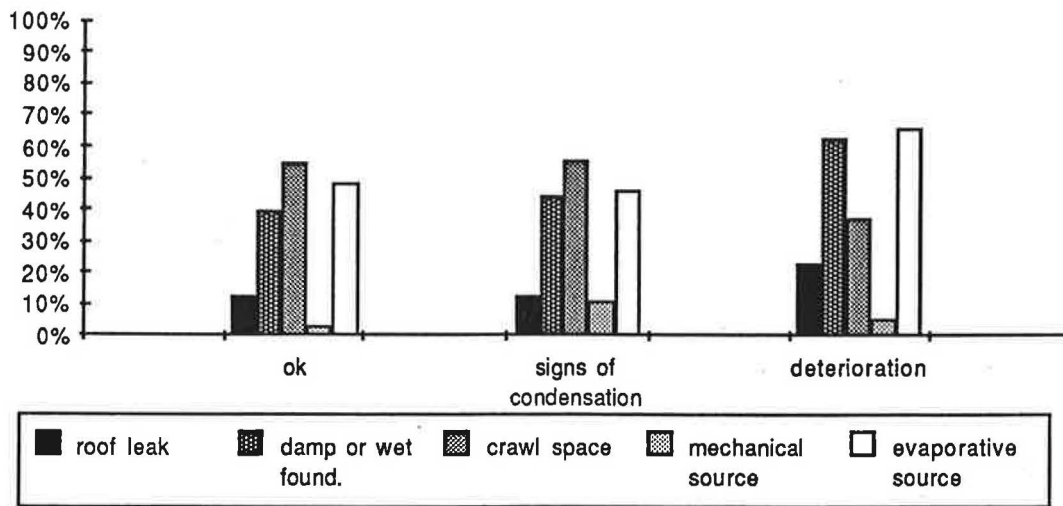 100%
90%
80%
70%
60%
50%
40%
30%
20%
10%
0%
ok
signs of
condensation
deterioration
roof leak
damp or wet
found.
crawl space
mechanical
source
evaporative
source